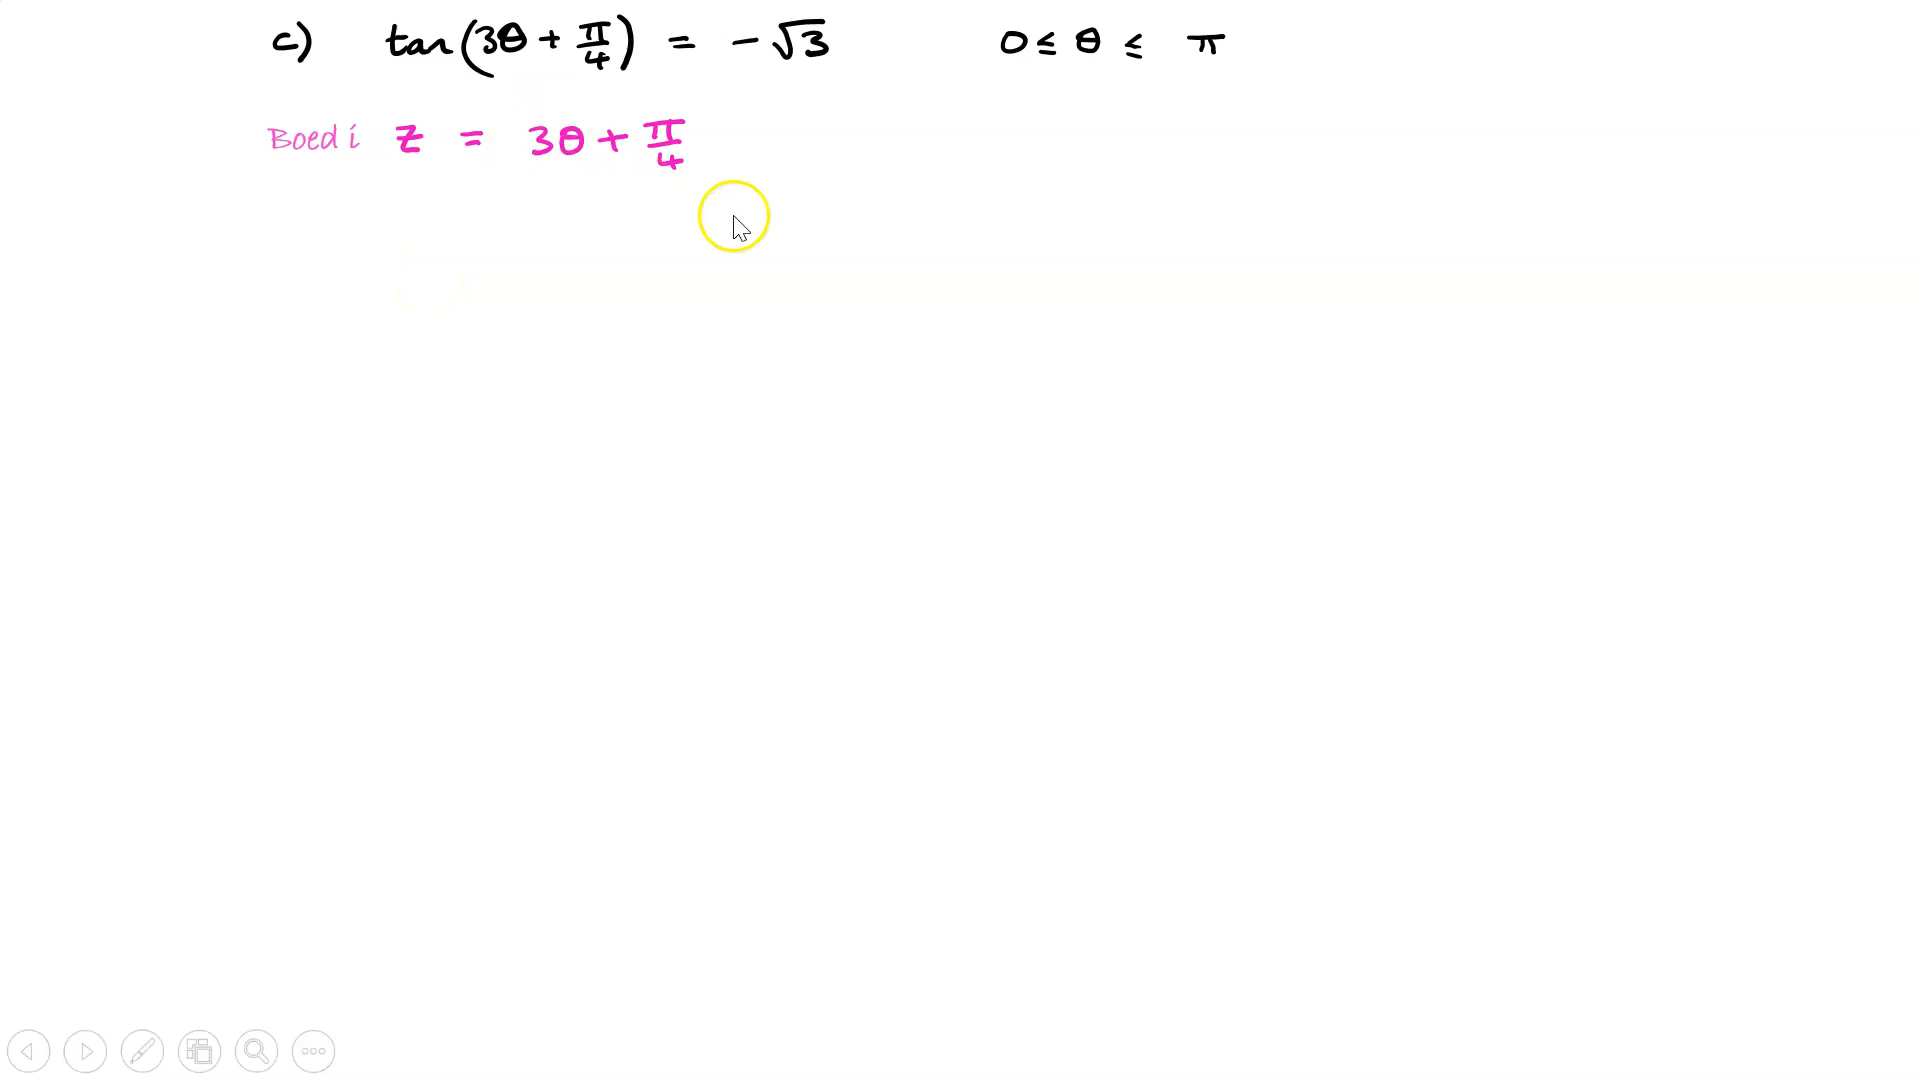 c) tan(3θ + π/4) = -√3 0 ≤ θ ≤ π
Boed i z = 3θ + π/4